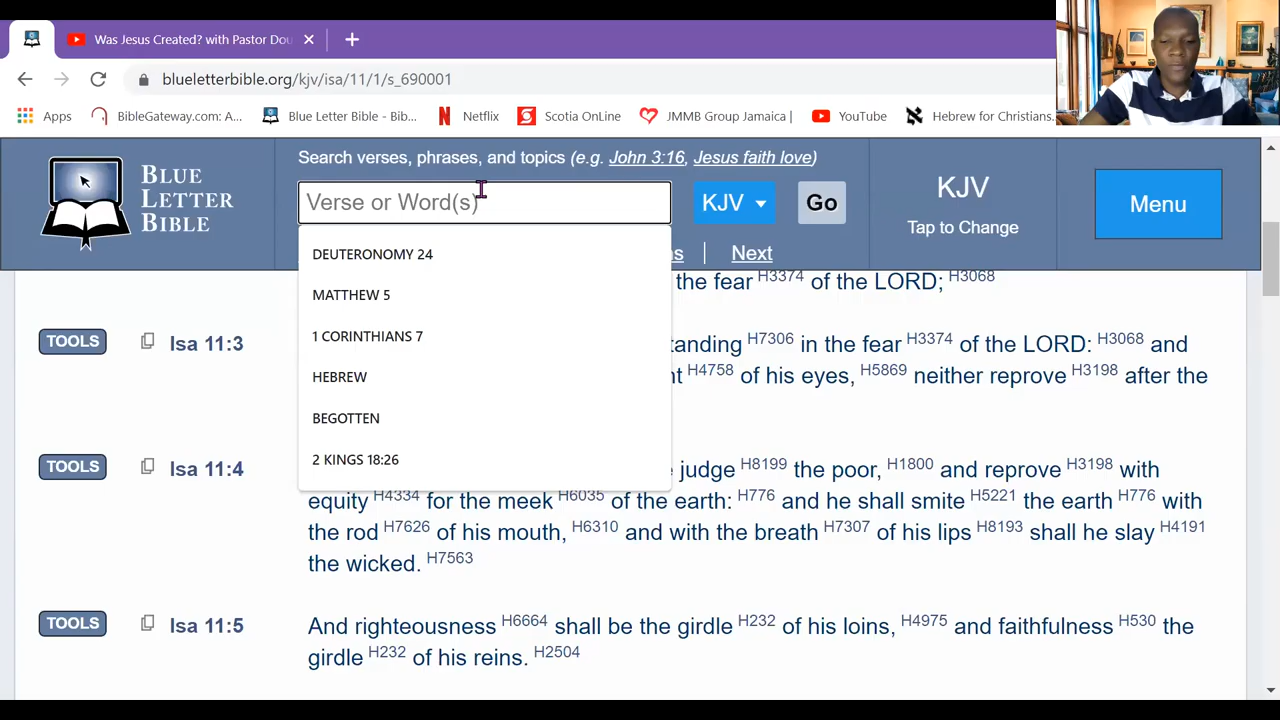 Was Jesus Created? with Pastor Dou
blueletterbible.org/kjv/isa/11/1/s_690001
Apps
BibleGateway.com: A...
Blue Letter Bible - Bib...
Netflix
Scotia OnLine
JMMB Group Jamaica |
YouTube
Hebrew for Christians.
BLUE
LETTER
BIBLE
Search verses, phrases, and topics (e.g. John 3:16, Jesus faith love)
Verse or Word(s)
KJV
Go
KJV
Tap to Change
Menu
DEUTERONOMY 24
MATTHEW 5
1 CORINTHIANS 7
HEBREW
BEGOTTEN
2 KINGS 18:26
Next
the fear H3374 of the LORD; H3068
TOOLS
Isa 11:3
H7306 in the fear H3374 of the LORD: H3068 and
H4758 of his eyes, H5869 neither reprove H3198 after the
TOOLS
Isa 11:4
judge H8199 the poor, H1800 and reprove H3198 with
equity H4334 for the meek H6035 of the earth: H776 and he shall smite H5221 the earth H776 with
the rod H7626 of his mouth, H6310 and with the breath H7307 of his lips H8193 shall he slay H4191
the wicked. H7563
TOOLS
Isa 11:5
And righteousness H6664 shall be the girdle H232 of his loins, H4975 and faithfulness H530 the
girdle H232 of his reins. H2504